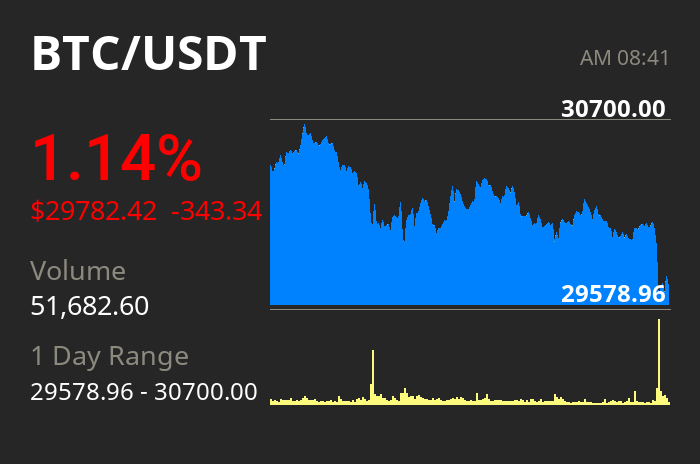 BTC/USDT
AM 08:41
30700.00
1.14%
$29782.42 -343.34
Volume
51,682.60
29578.96
1 Day Range
29578.96 - 30700.00